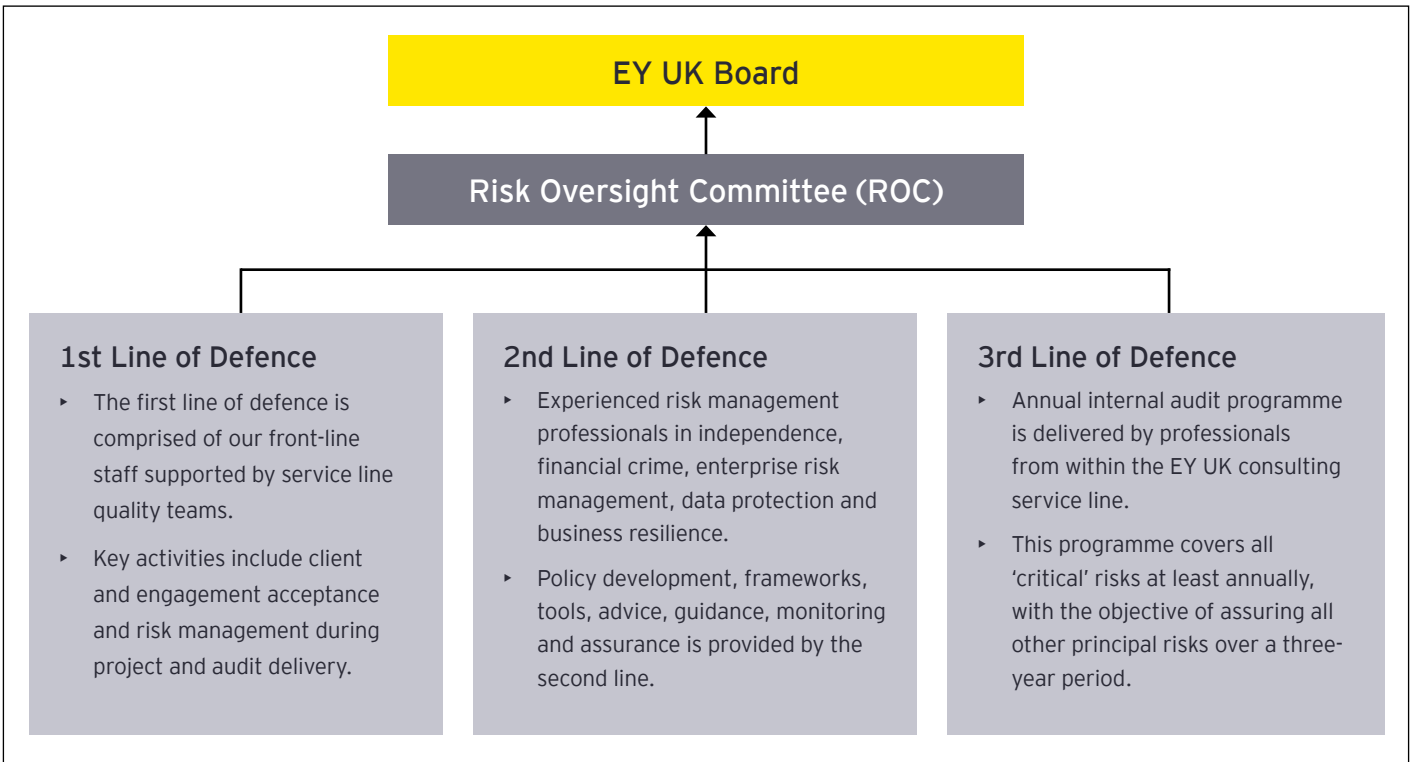 EY UK Board
Risk Oversight Committee (ROC)
1st Line of Defence
‣ The first line of defence is
comprised of our front-line
staff supported by service line
quality teams.
‣ Key activities include client
and engagement acceptance
and risk management during
project and audit delivery.
2nd Line of Defence
‣ Experienced risk management
professionals in independence,
financial crime, enterprise risk
management, data protection and
business resilience.
‣ Policy development, frameworks,
tools, advice, guidance, monitoring
and assurance is provided by the
second line.
3rd Line of Defence
‣ Annual internal audit programme
is delivered by professionals
from within the EY UK consulting
service line.
‣ This programme covers all
‘critical’ risks at least annually,
with the objective of assuring all
other principal risks over a three-
year period.